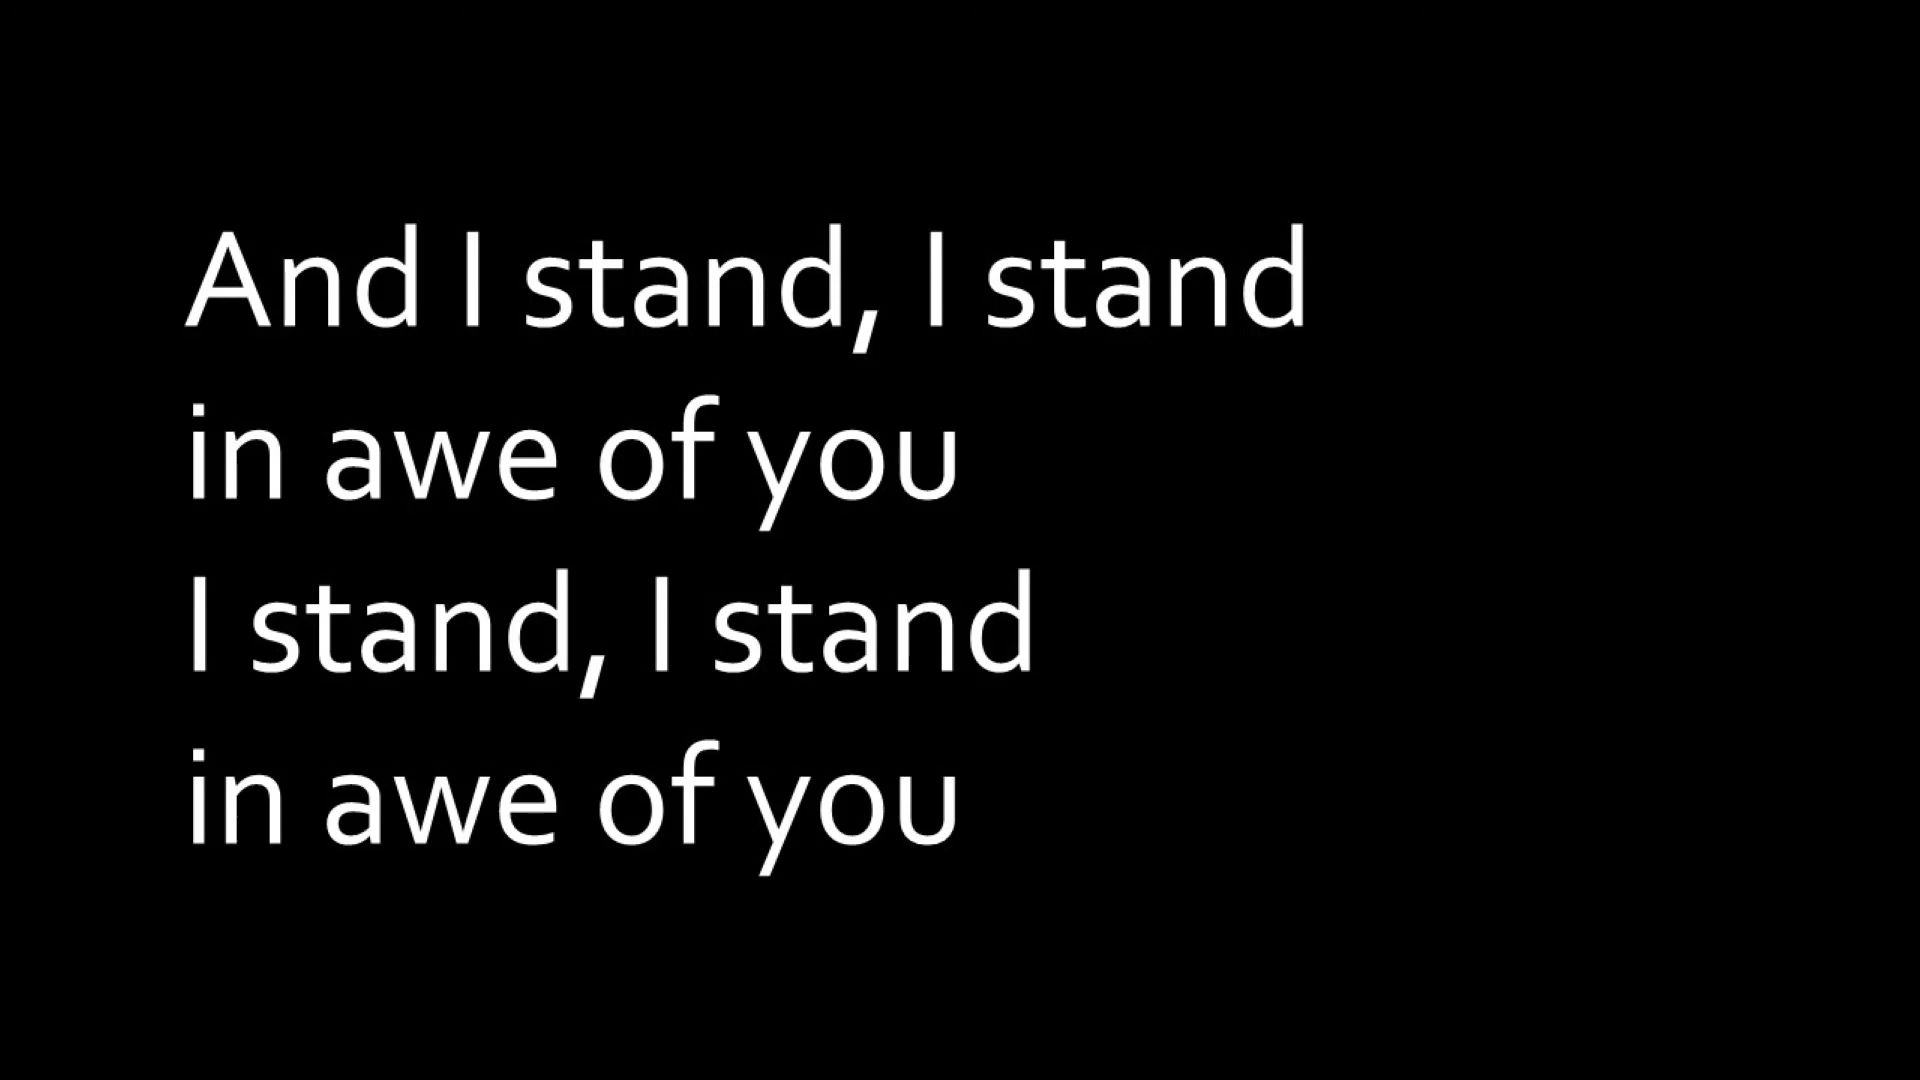 And I stand, I stand
in awe of you
I stand, I stand
in awe of you